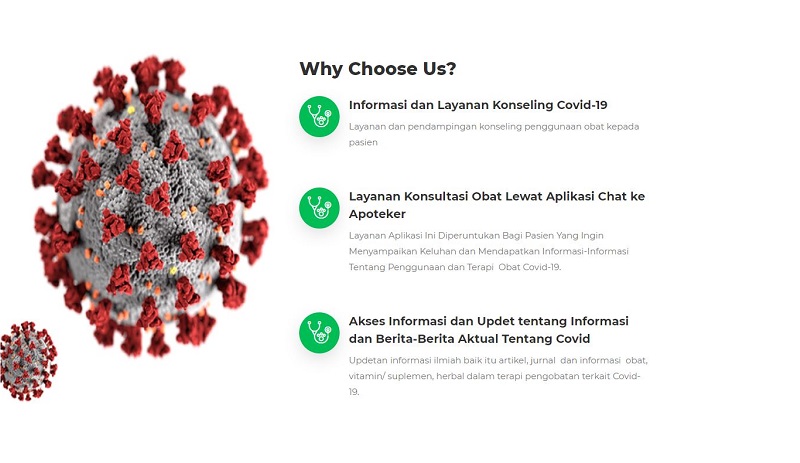 Why Choose Us?
Informasi dan Layanan Konseling Covid-19
Layanan dan pendampingan konseling penggunaan obat kepada
pasien
Layanan Konsultasi Obat Lewat Aplikasi Chat ke
Apoteker
Layanan Aplikasi Ini Diperuntukan Bagi Pasien Yang Ingin
Menyampaikan Keluhan dan Mendapatkan Informasi-Informasi
Tentang Penggunaan dan Terapi Obat Covid-19.
Akses Informasi dan Updet tentang Informasi
dan Berita-Berita Aktual Tentang Covid
Updetan informasi ilmiah baik itu artikel, jurnal dan informasi obat,
vitamin/ suplemen, herbal dalam terapi pengobatan terkait Covid-
19.